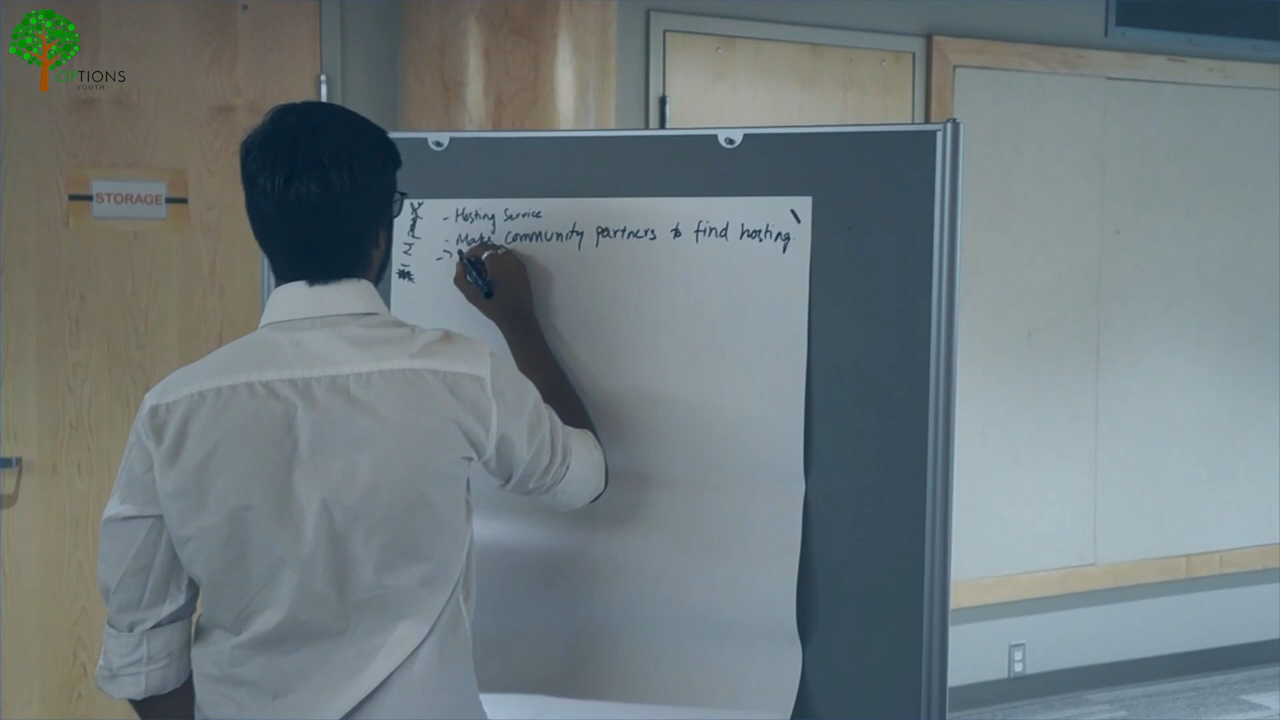 OPTIONS
YOUTH
STORAGE
- Hosting Service
- Make community partners to find hosting.